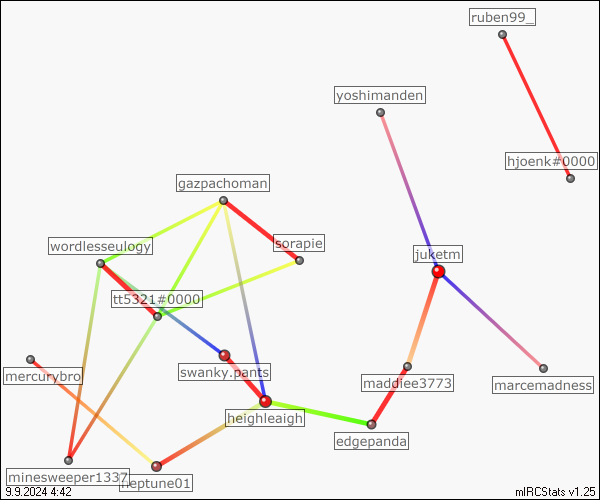 ruben99_
yoshimanden
hjoenk#0000
gazpachoman
wordlesseulogy
sorapie
juketm
tt5321#0000
swanky.pants
mercurybro
maddiee3773
marcemadness
heighleaigh
edgepanda
minesweeper1337
neptune01
9.9.2024 4:42
mIRCStats v1.25